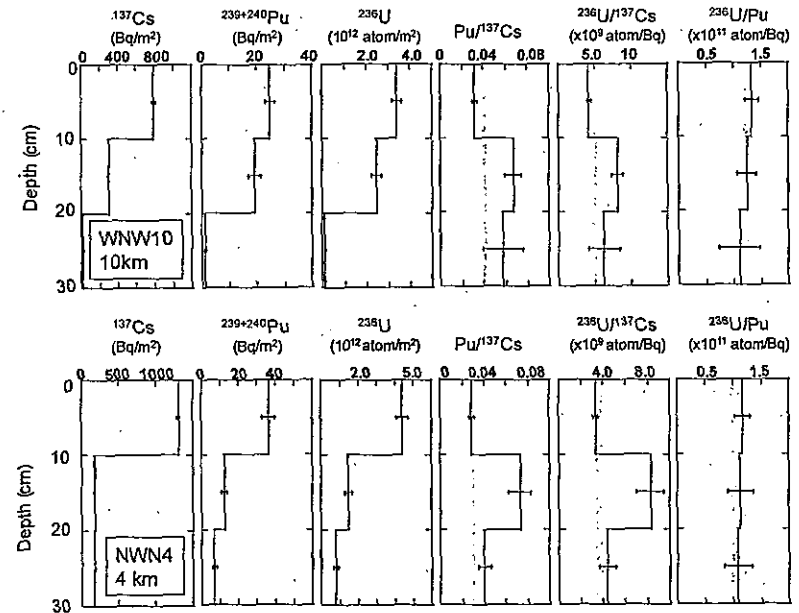 ¹³⁷Cs ²³⁹⁺²⁴⁰Pu ²³⁶U Pu/¹³⁷Cs ²³⁶U/¹³⁷Cs ²³⁶U/Pu
(Bq/m²) (Bq/m²) (10¹² atom/m²) (x10⁹ atom/Bq) (x10¹¹ atom/Bq)
0 400 800 0 20 40 2.0 4.0 0 0.04 0.08 5.0 10 0.5 1.5
0
10
20
30
Depth (cm)
WNW10
10km
¹³⁷Cs ²³⁹⁺²⁴⁰Pu ²³⁶U Pu/¹³⁷Cs ²³⁶U/¹³⁷Cs ²³⁶U/Pu
(Bq/m²) (Bq/m²) (10¹² atom/m²) (x10⁹ atom/Bq) (x10¹¹ atom/Bq)
0 500 1000 0 20 40 2.0 5.0 0 0.04 0.08 4.0 8.0 0.5 1.5
0
10
20
30
Depth (cm)
NWN4
4 km